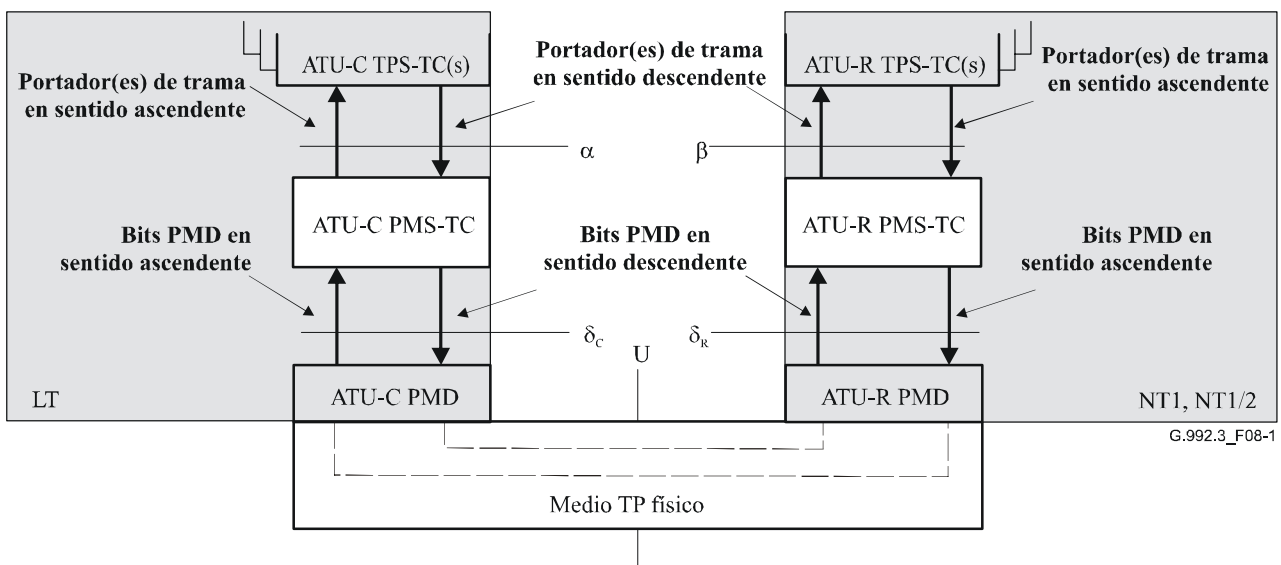 ATU-C TPS-TC(s)
Portador(es) de trama
en sentido descendente
ATU-R TPS-TC(s)
Portador(es) de trama
en sentido ascendente
Portador(es) de trama
en sentido ascendente
α
β
ATU-C PMS-TC
ATU-R PMS-TC
Bits PMD en
sentido ascendente
Bits PMD en
sentido descendente
Bits PMD en
sentido ascendente
δC
δR
U
LT
ATU-C PMD
ATU-R PMD
NT1, NT1/2
G.992.3_F08-1
Medio TP físico